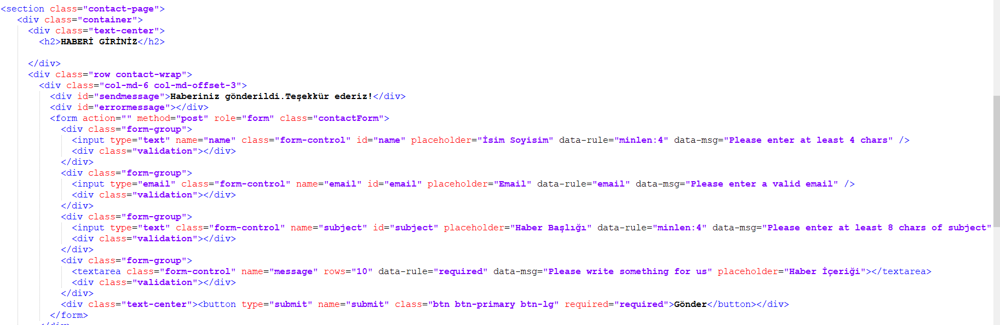 <section class="contact-page">
<div class="container">
<div class="text-center">
<h2>HABERİ GİRİNİZ</h2>
</div>
<div class="row contact-wrap">
<div class="col-md-6 col-md-offset-3">
<div id="sendmessage">Haberiniz gönderildi.Teşekkür ederiz!</div>
<div id="errormessage"></div>
<form action="" method="post" role="form" class="contactForm">
<div class="form-group">
<input type="text" name="name" class="form-control" id="name" placeholder="İsim Soyisim" data-rule="minlen:4" data-msg="Please enter at least 4 chars" />
<div class="validation"></div>
</div>
<div class="form-group">
<input type="email" class="form-control" name="email" id="email" placeholder="Email" data-rule="email" data-msg="Please enter a valid email" />
<div class="validation"></div>
</div>
<div class="form-group">
<input type="text" class="form-control" name="subject" id="subject" placeholder="Haber Başlığı" data-rule="minlen:4" data-msg="Please enter at least 8 chars of subject"
<div class="validation"></div>
</div>
<div class="form-group">
<textarea class="form-control" name="message" rows="10" data-rule="required" data-msg="Please write something for us" placeholder="Haber İçeriği"></textarea>
<div class="validation"></div>
</div>
<div class="text-center"><button type="submit" name="submit" class="btn btn-primary btn-lg" required="required">Gönder</button></div>
</form>